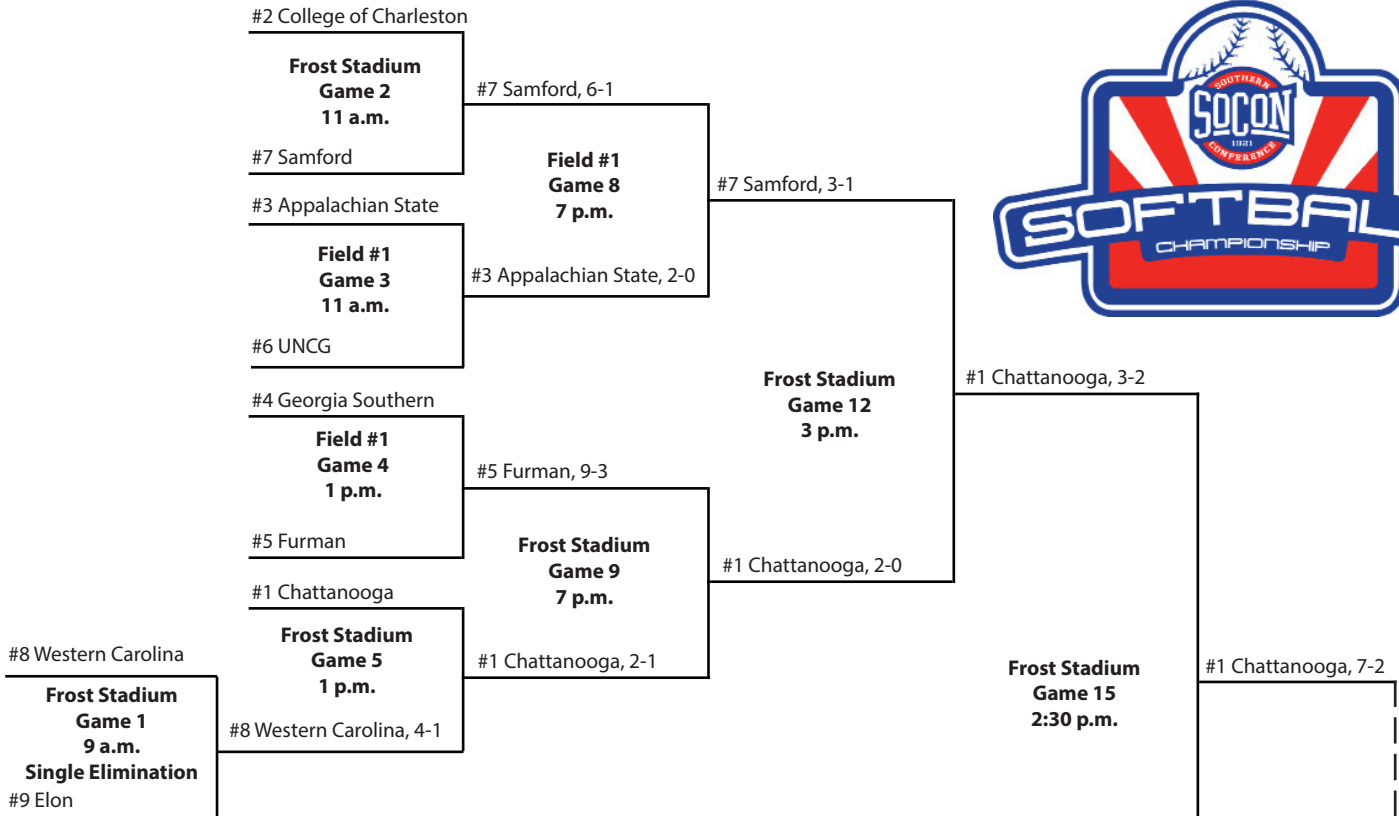 #2 College of Charleston
Frost Stadium
Game 2
11 a.m.
#7 Samford
#7 Samford, 6-1
#3 Appalachian State
Field #1
Game 3
11 a.m.
#6 UNCG
#3 Appalachian State, 2-0
Field #1
Game 8
7 p.m.
#7 Samford, 3-1
#4 Georgia Southern
Field #1
Game 4
1 p.m.
#5 Furman
#5 Furman, 9-3
#1 Chattanooga
Frost Stadium
Game 5
1 p.m.
#8 Western Carolina, 4-1
#1 Chattanooga, 2-1
Frost Stadium
Game 9
7 p.m.
#1 Chattanooga, 2-0
Frost Stadium
Game 12
3 p.m.
#1 Chattanooga, 3-2
#8 Western Carolina
Frost Stadium
Game 1
9 a.m.
Single Elimination
#9 Elon
Frost Stadium
Game 15
2:30 p.m.
#1 Chattanooga, 7-2
SOUTHERN
SOCON
1921
CONFERENCE
SOFTBAL
CHAMPIONSHIP